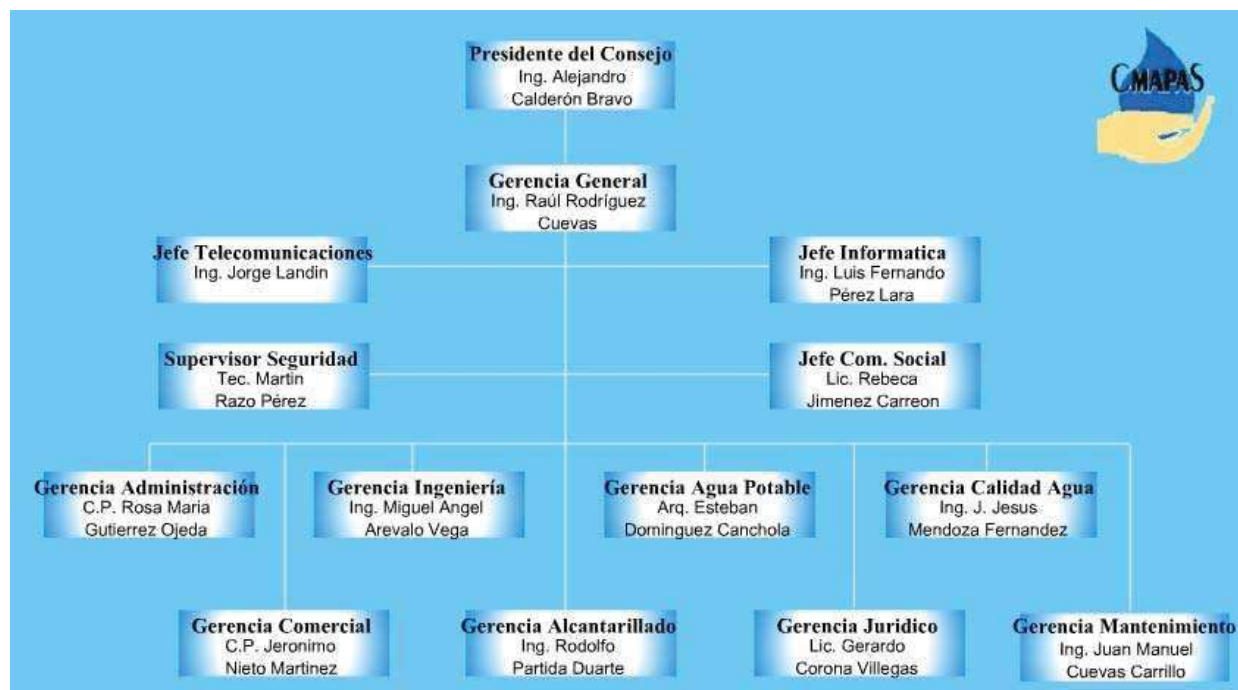 Presidente del Consejo
Ing. Alejandro
Calderón Bravo
CMAPAS
Gerencia General
Ing. Raúl Rodríguez
Cuevas
Jefe Telecomunicaciones
Ing. Jorge Landin
Jefe Informatica
Ing. Luis Fernando
Pérez Lara
Supervisor Seguridad
Tec. Martin
Razo Pérez
Jefe Com. Social
Lic. Rebeca
Jimenez Carreon
Gerencia Administración
C.P. Rosa Maria
Gutierrez Ojeda
Gerencia Ingeniería
Ing. Miguel Angel
Arevalo Vega
Gerencia Agua Potable
Arq. Esteban
Dominguez Canchola
Gerencia Calidad Agua
Ing. J. Jesus
Mendoza Fernandez
Gerencia Comercial
C.P. Jeronimo
Nieto Martinez
Gerencia Alcantarillado
Ing. Rodolfo
Partida Duarte
Gerencia Juridico
Lic. Gerardo
Corona Villegas
Gerencia Mantenimiento
Ing. Juan Manuel
Cuevas Carrillo